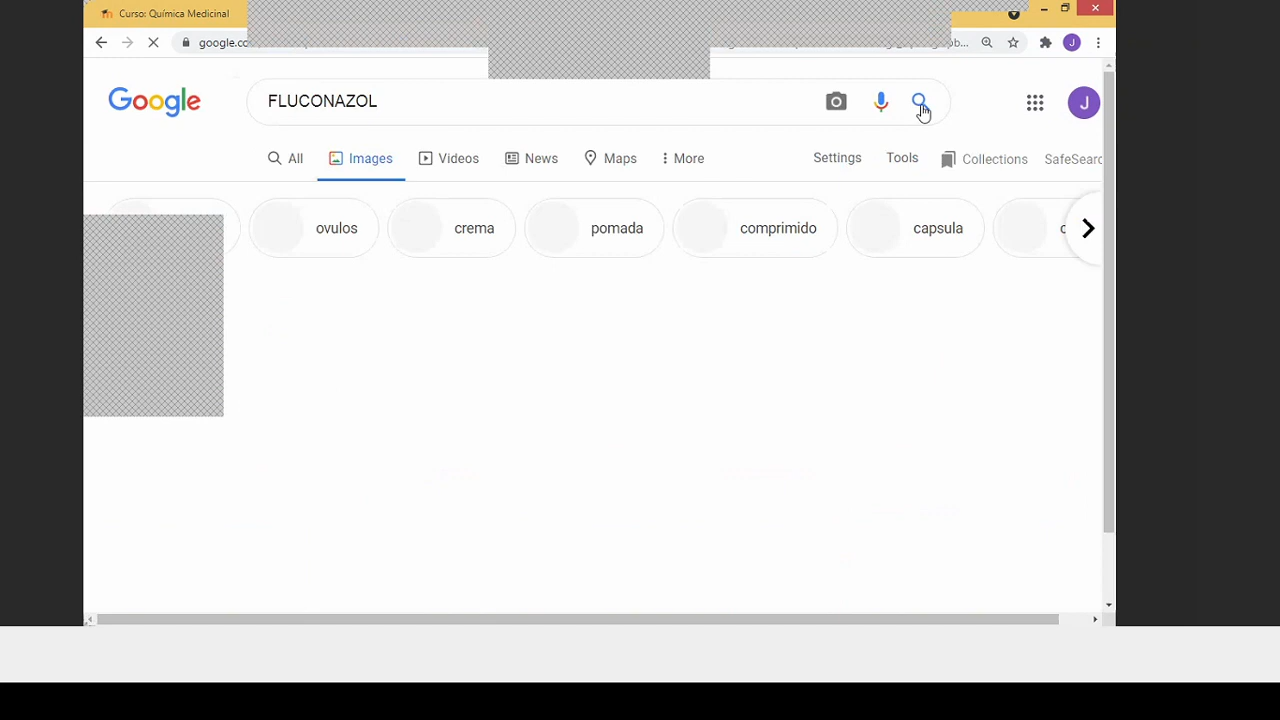 Curso: Química Medicinal
google.co
Google
FLUCONAZOL
J
All
Images
Videos
News
Maps
More
Settings
Tools
Collections
SafeSearc
ovulos
crema
pomada
comprimido
capsula